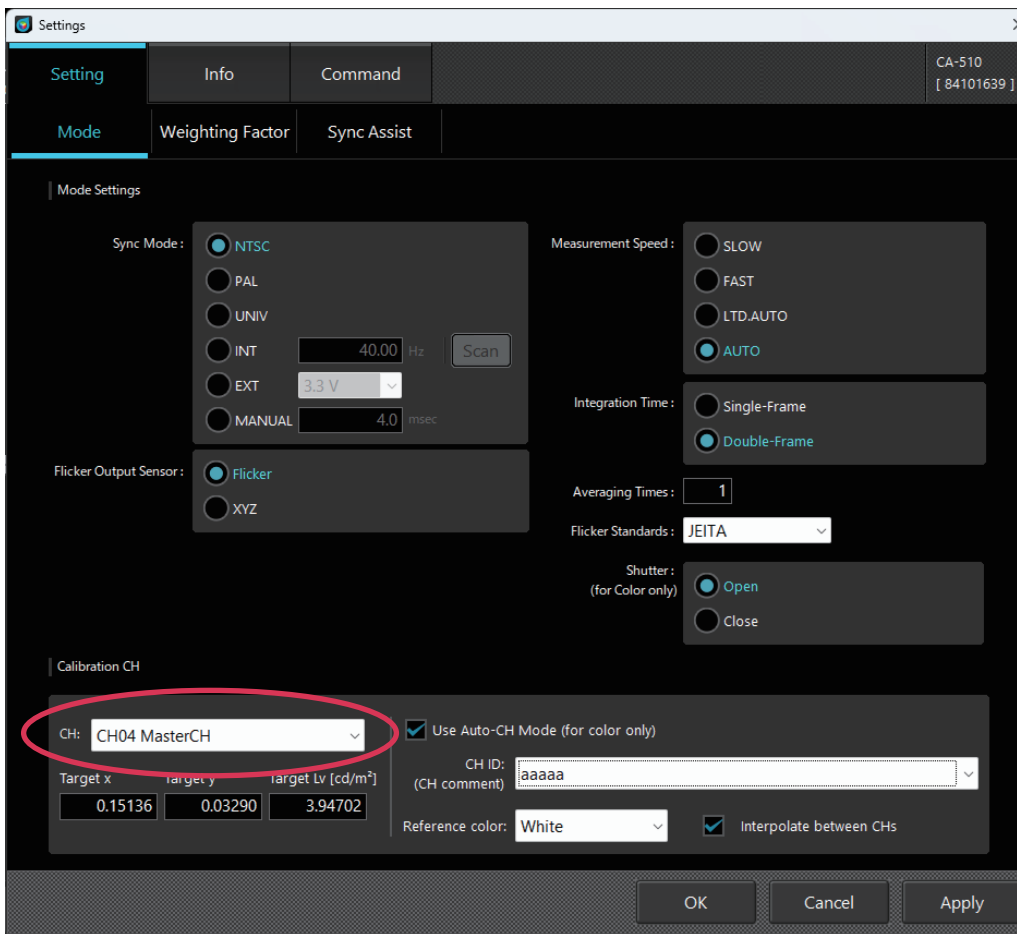 Settings
Setting Info Command
CA-510
[ 84101639 ]
Mode Weighting Factor Sync Assist
Mode Settings
Sync Mode :
NTSC
PAL
UNIV
INT 40.00 Hz Scan
EXT 3.3 V
MANUAL 4.0 msec
Flicker Output Sensor :
Flicker
XYZ
Measurement Speed :
SLOW
FAST
LTD.AUTO
AUTO
Integration Time :
Single-Frame
Double-Frame
Averaging Times : 1
Flicker Standards : JEITA
Shutter :
(for Color only)
Open
Close
Calibration CH
CH: CH04 MasterCH
Target x Target y Target Lv [cd/m²]
0.15136 0.03290 3.94702
Use Auto-CH Mode (for color only)
CH ID:
(CH comment)
aaaaa
Reference color: White
Interpolate between CHs
OK Cancel Apply